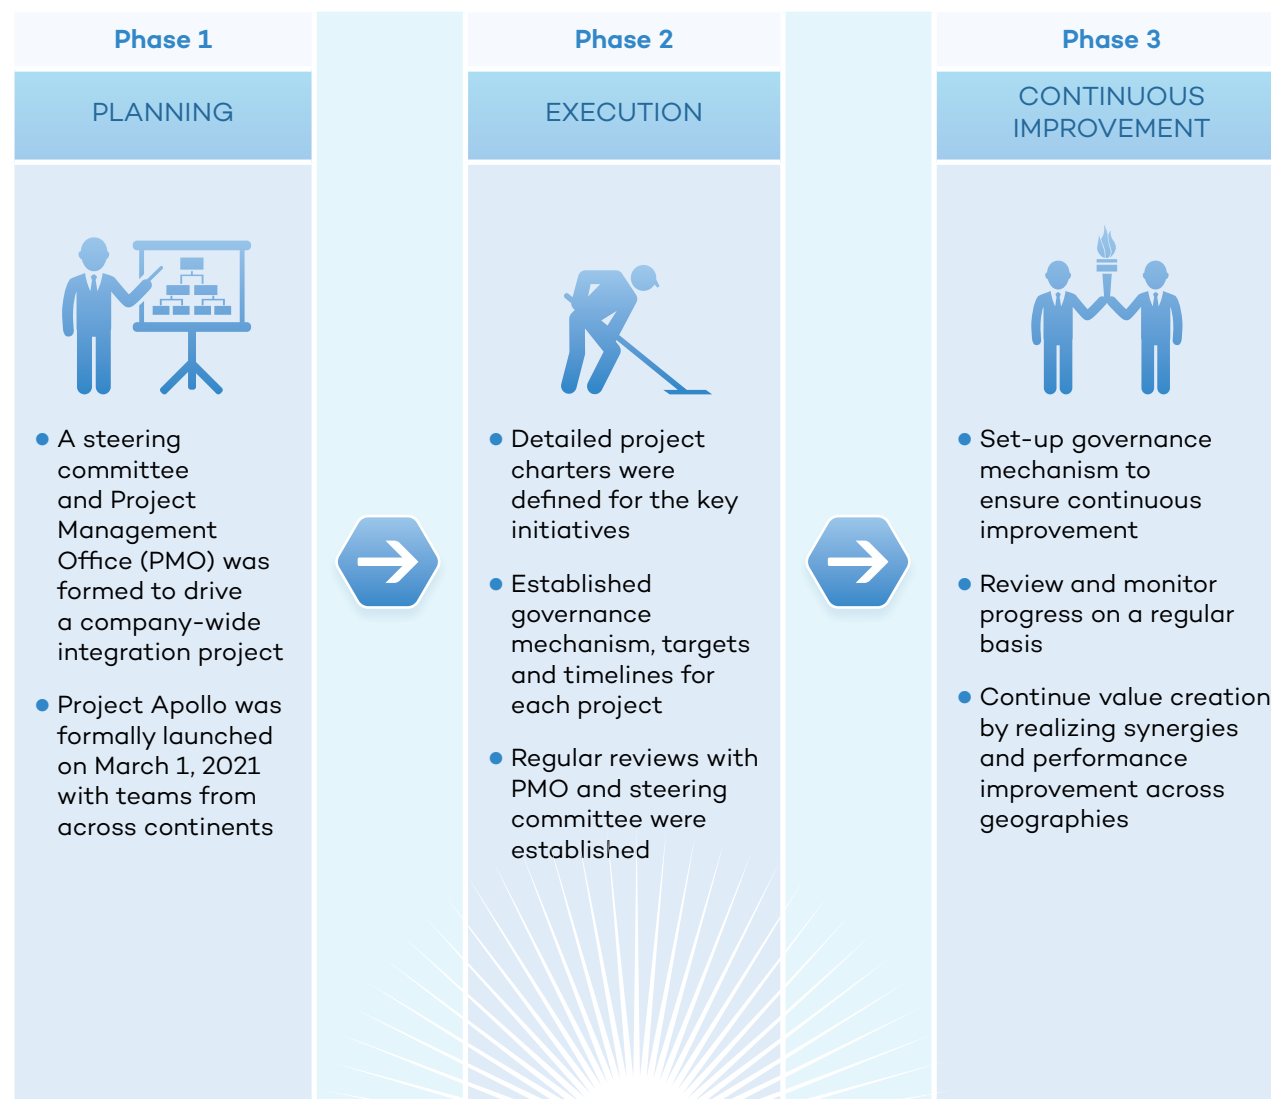 Phase 1
PLANNING
● A steering
committee
and Project
Management
Office (PMO) was
formed to drive
a company-wide
integration project
● Project Apollo was
formally launched
on March 1, 2021
with teams from
across continents
Phase 2
EXECUTION
● Detailed project
charters were
defined for the key
initiatives
● Established
governance
mechanism, targets
and timelines for
each project
● Regular reviews with
PMO and steering
committee were
established
Phase 3
CONTINUOUS
IMPROVEMENT
● Set-up governance
mechanism to
ensure continuous
improvement
● Review and monitor
progress on a regular
basis
● Continue value creation
by realizing synergies
and performance
improvement across
geographies